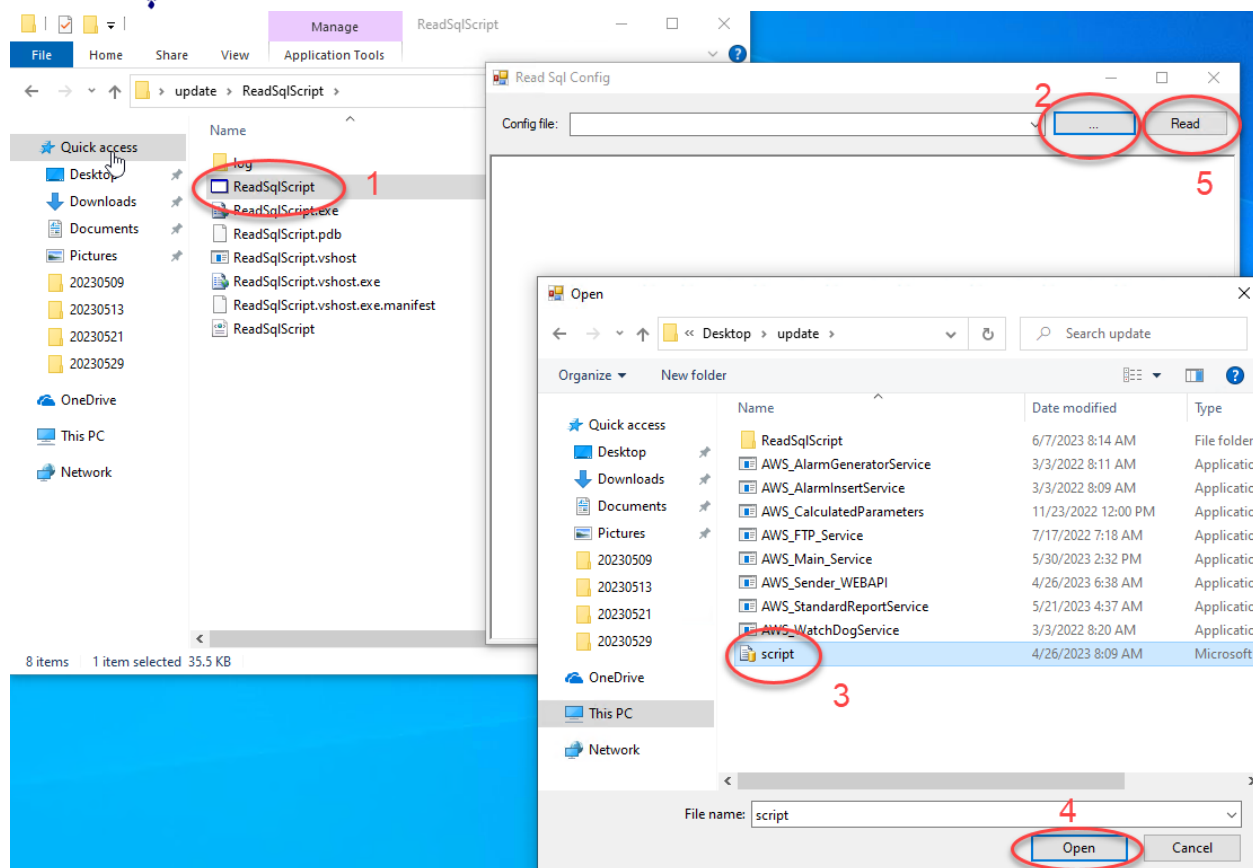 Manage ReadSqlScript
File Home Share View Application Tools
update > ReadSqlScript >
Name
Quick access
Desktop
Downloads
Documents
Pictures
20230509
20230513
20230521
20230529
OneDrive
This PC
Network
log
ReadSqlScript 1
ReadSqlScript.exe
ReadSqlScript.pdb
ReadSqlScript.vshost
ReadSqlScript.vshost.exe
ReadSqlScript.vshost.exe.manifest
ReadSqlScript
8 items 1 item selected 35.5 KB
Read Sql Config
2
Config file: ... Read
5
Open
« Desktop > update > Search update
Organize New folder
Name Date modified Type
Quick access
Desktop
Downloads
Documents
Pictures
20230509
20230513
20230521
20230529
OneDrive
This PC
Network
ReadSqlScript 6/7/2023 8:14 AM File folder
AWS_AlarmGeneratorService 3/3/2022 8:11 AM Applicatic
AWS_AlarmInsertService 3/3/2022 8:09 AM Applicatic
AWS_CalculatedParameters 11/23/2022 12:00 PM Applicatic
AWS_FTP_Service 7/17/2022 7:18 AM Applicatic
AWS_Main_Service 5/30/2023 2:32 PM Applicatic
AWS_Sender_WEBAPI 4/26/2023 6:38 AM Applicatic
AWS_StandardReportService 5/21/2023 4:37 AM Applicatic
AWS_WatchDogService 3/3/2022 8:20 AM Applicatic
script 4/26/2023 8:09 AM Microsoft
3
File name: script
4
Open Cancel